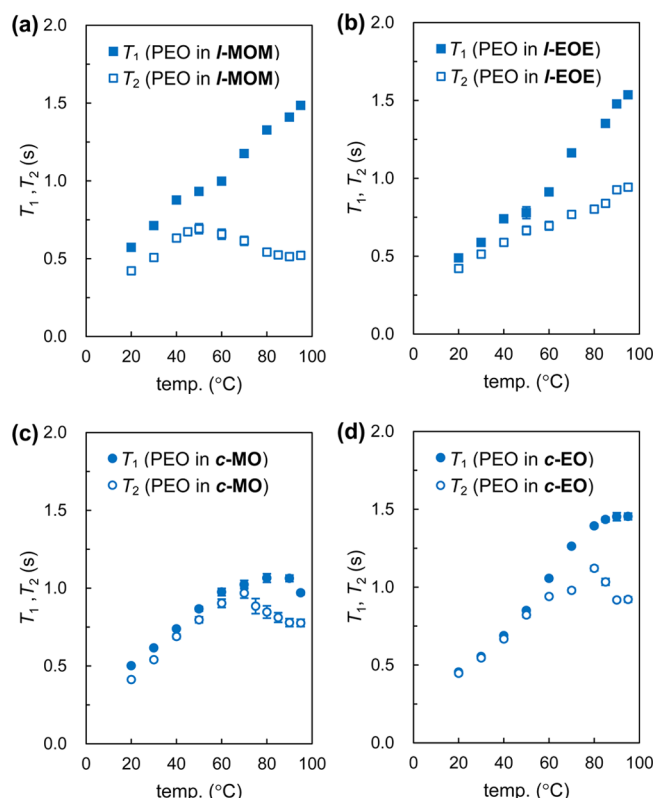 (a)
T₁ (PEO in l-MOM)
T₂ (PEO in l-MOM)
2.0
1.5
1.0
0.5
0.0
T₁, T₂ (s)
0 20 40 60 80 100
temp. (°C)
(b)
T₁ (PEO in l-EOE)
T₂ (PEO in l-EOE)
2.0
1.5
1.0
0.5
0.0
T₁, T₂ (s)
0 20 40 60 80 100
temp. (°C)
(c)
T₁ (PEO in c-MO)
T₂ (PEO in c-MO)
2.0
1.5
1.0
0.5
0.0
T₁, T₂ (s)
0 20 40 60 80 100
temp. (°C)
(d)
T₁ (PEO in c-EO)
T₂ (PEO in c-EO)
2.0
1.5
1.0
0.5
0.0
T₁, T₂ (s)
0 20 40 60 80 100
temp. (°C)